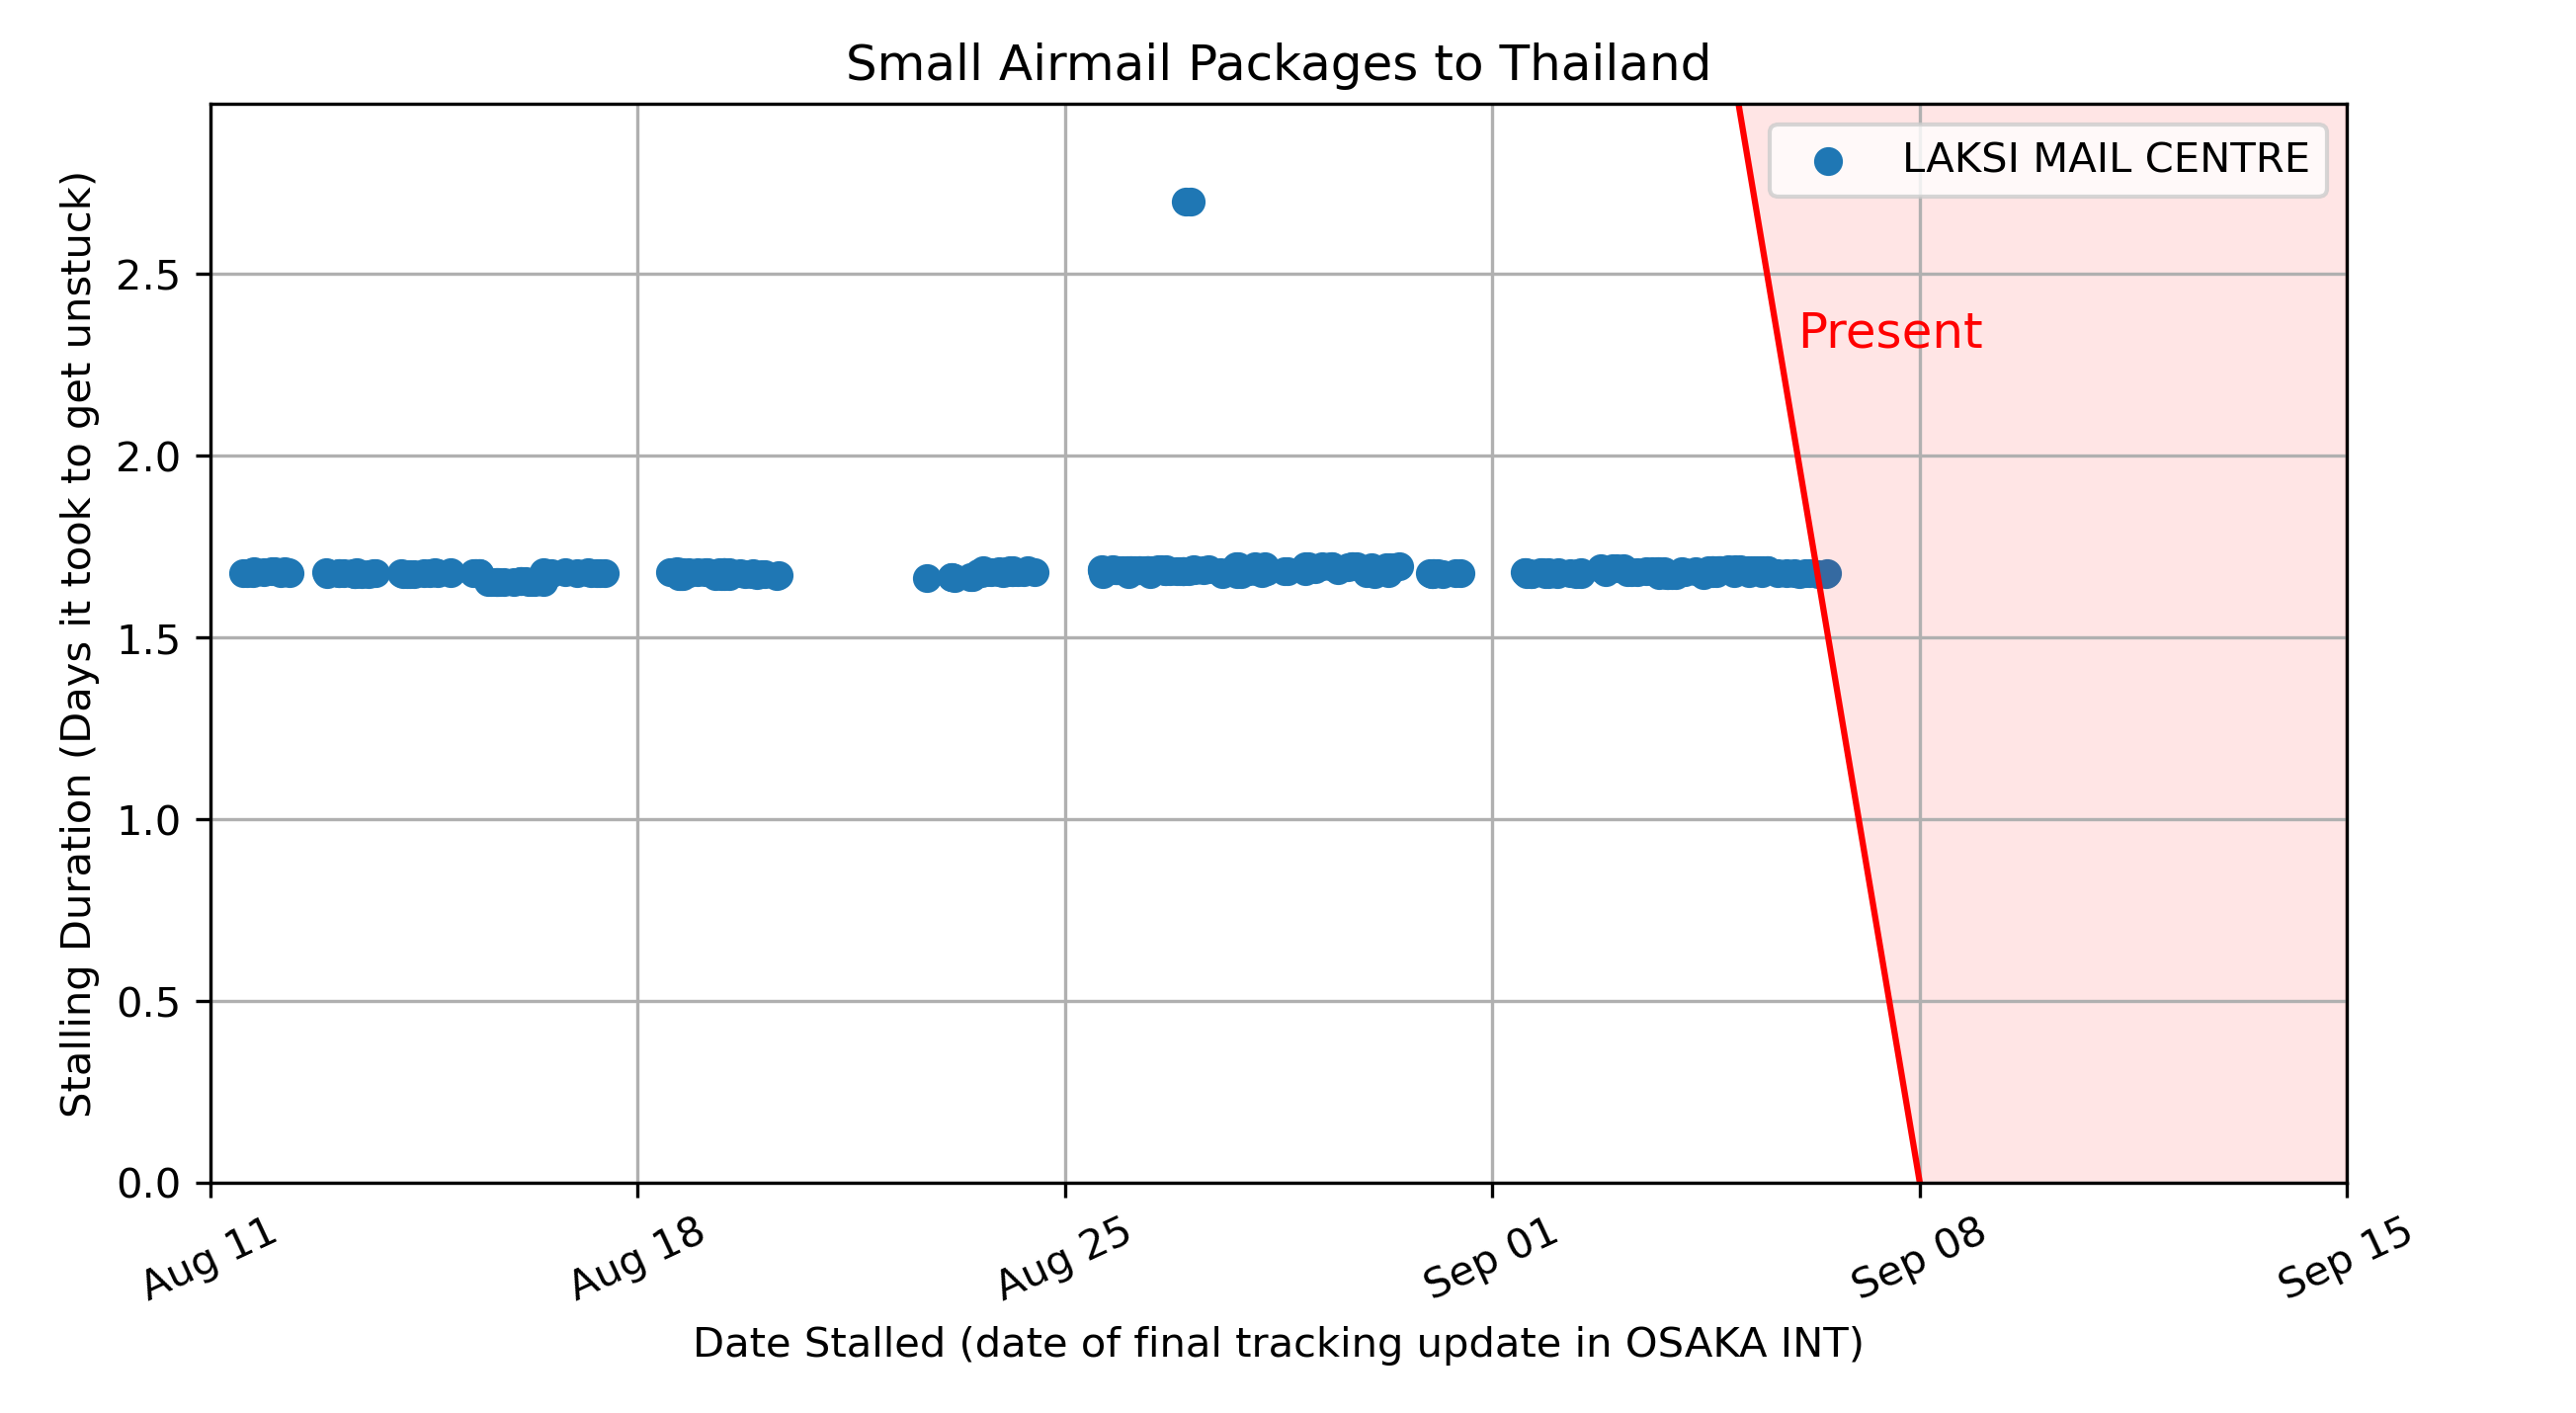 Small Airmail Packages to Thailand
LAKSI MAIL CENTRE
Present
Stalling Duration (Days it took to get unstuck)
2.5
2.0
1.5
1.0
0.5
0.0
Aug 11 Aug 18 Aug 25 Sep 01 Sep 08 Sep 15
Date Stalled (date of final tracking update in OSAKA INT)